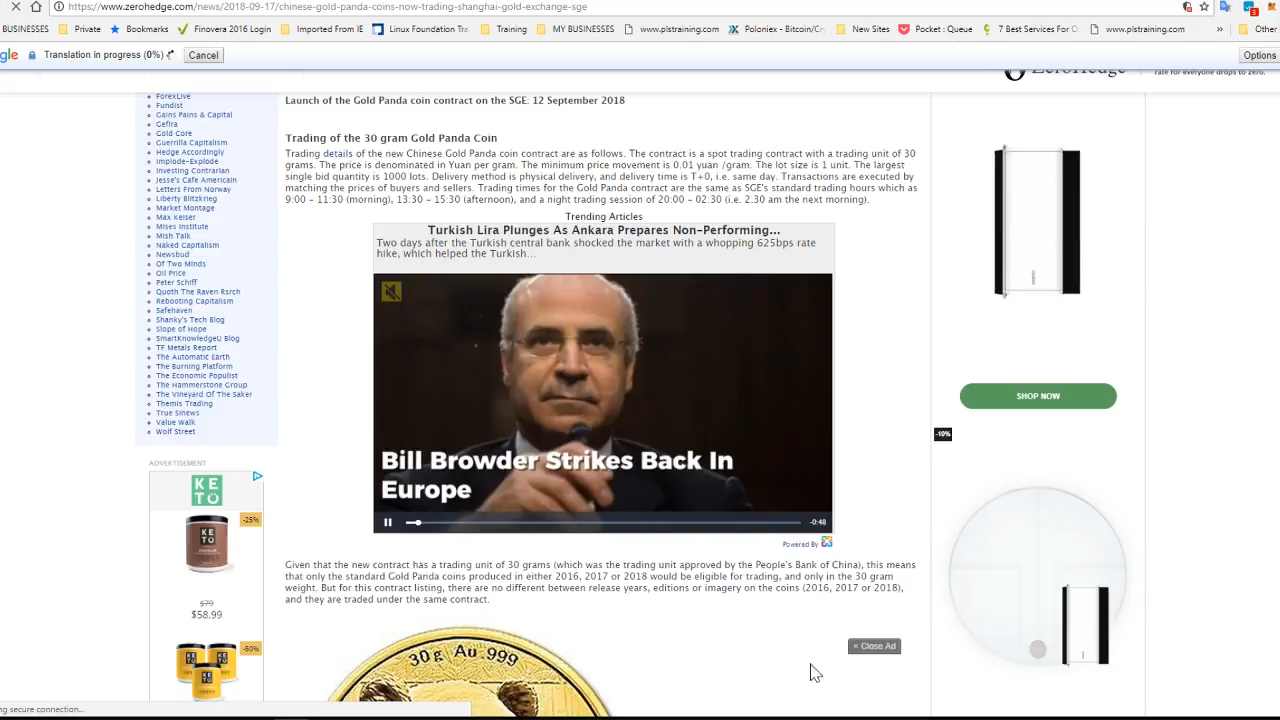 https://www.zerohedge.com/news/2018-09-17/chinese-gold-panda-coins-now-trading-shanghai-gold-exchange-sge
BUSINESSES
Private
Bookmarks
Finovera 2016 Login
Imported From IE
Linux Foundation Tra
Training
MY BUSINESSES
www.plstraining.com
Poloniex - Bitcoin/Cry
New Sites
Pocket : Queue
7 Best Services For C
www.plstraining.com
»
Other
gle
Translation in progress (0%)
Cancel
Options
ZeroHedge
rate for everyone drops to zero.
ForexLive
Fundist
Gains Pains & Capital
Gefira
Gold Core
Guerrilla Capitalism
Hedge Accordingly
Implode-Explode
Investing Contrarian
Jesse's Cafe American
Letters From Norway
Liberty Blitzkrieg
Market Montage
Max Keiser
Mises Institute
Mish Talk
Naked Capitalism
Newsbud
Of Two Minds
Oil Price
Peter Schiff
Quoth The Raven Rsrch
Rebooting Capitalism
Safehaven
Shanky's Tech Blog
Slope of Hope
SmartKnowledgeU Blog
TF Metals Report
The Automatic Earth
The Burning Platform
The Economic Populist
The Hammerstone Group
The Vineyard Of The Saker
Themis Trading
True Sinews
Value Walk
Wolf Street
ADVERTISEMENT
KE
TO
-25%
KE
TO
$79
$58.99
-60%
Launch of the Gold Panda coin contract on the SGE: 12 September 2018
Trading of the 30 gram Gold Panda Coin
Trading details of the new Chinese Gold Panda coin contract are as follows. The contract is a spot trading contract with a trading unit of 30
grams. The price is denominated in Yuan per gram. The minimum price movement is 0.01 yuan /gram. The lot size is 1 unit. The largest
single bid quantity is 1000 lots. Delivery method is physical delivery, and delivery time is T+0, i.e. same day. Transactions are executed by
matching the prices of buyers and sellers. Trading times for the Gold Panda contract are the same as SGE's standard trading hours which as
9:00 – 11:30 (morning), 13:30 – 15:30 (afternoon), and a night trading session of 20:00 – 02:30 (i.e. 2.30 am the next morning).
Trending Articles
Turkish Lira Plunges As Ankara Prepares Non-Performing...
Two days after the Turkish central bank shocked the market with a whopping 625bps rate
hike, which helped the Turkish...
Bill Browder Strikes Back In
Europe
-0:48
Powered By
Given that the new contract has a trading unit of 30 grams (which was the trading unit approved by the People's Bank of China), this means
that only the standard Gold Panda coins produced in either 2016, 2017 or 2018 would be eligible for trading, and only in the 30 gram
weight. But for this contract listing, there are no different between release years, editions or imagery on the coins (2016, 2017 or 2018),
and they are traded under the same contract.
30g Au .999
× Close Ad
SHOP NOW
-10%
ng secure connection...